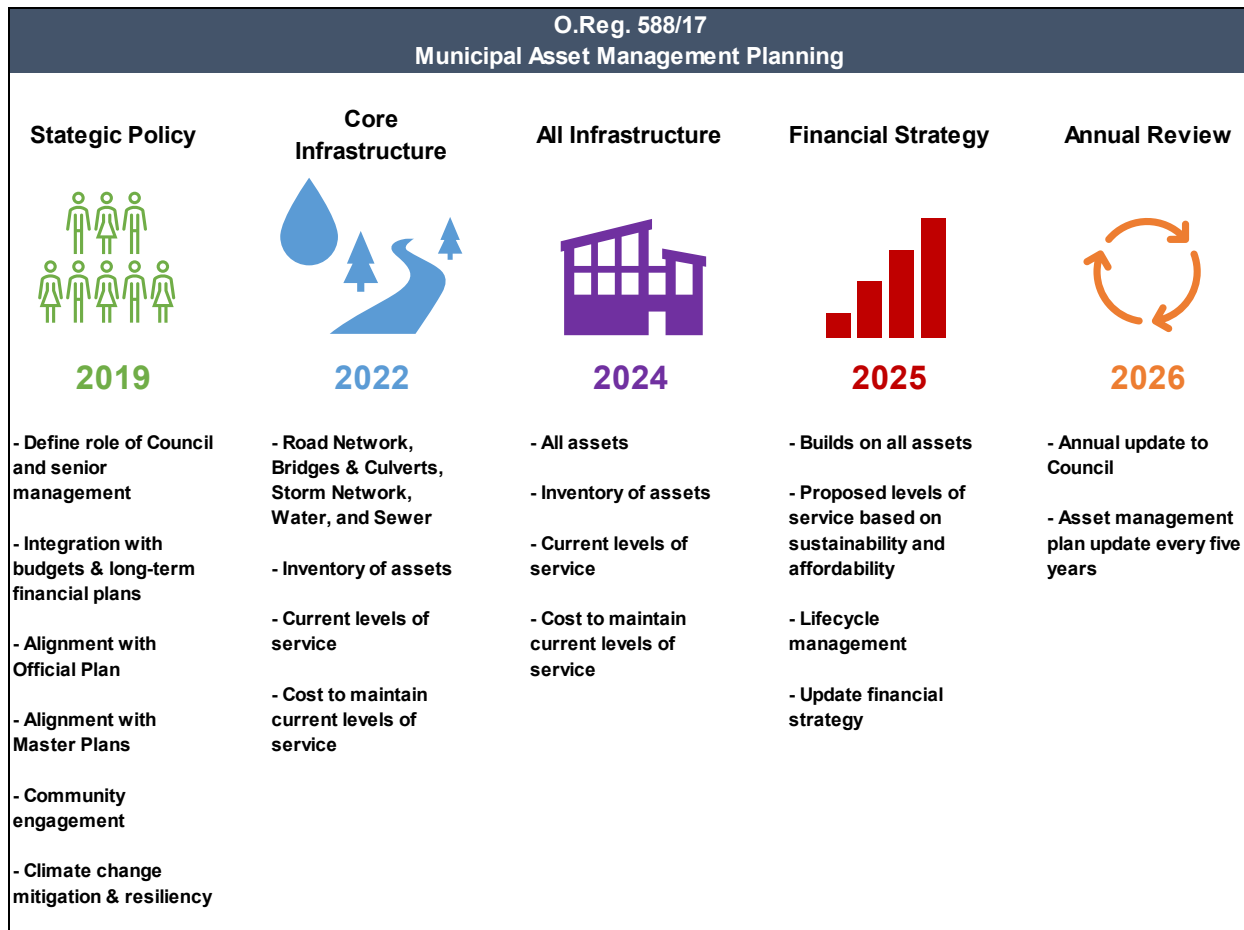 O.Reg. 588/17
Municipal Asset Management Planning
Stategic Policy
2019
- Define role of Council
and senior
management
- Integration with
budgets & long-term
financial plans
- Alignment with
Official Plan
- Alignment with
Master Plans
- Community
engagement
- Climate change
mitigation & resiliency
Core
Infrastructure
2022
- Road Network,
Bridges & Culverts,
Storm Network,
Water, and Sewer
- Inventory of assets
- Current levels of
service
- Cost to maintain
current levels of
service
All Infrastructure
2024
- All assets
- Inventory of assets
- Current levels of
service
- Cost to maintain
current levels of
service
Financial Strategy
2025
- Builds on all assets
- Proposed levels of
service based on
sustainability and
affordability
- Lifecycle
management
- Update financial
strategy
Annual Review
2026
- Annual update to
Council
- Asset management
plan update every five
years